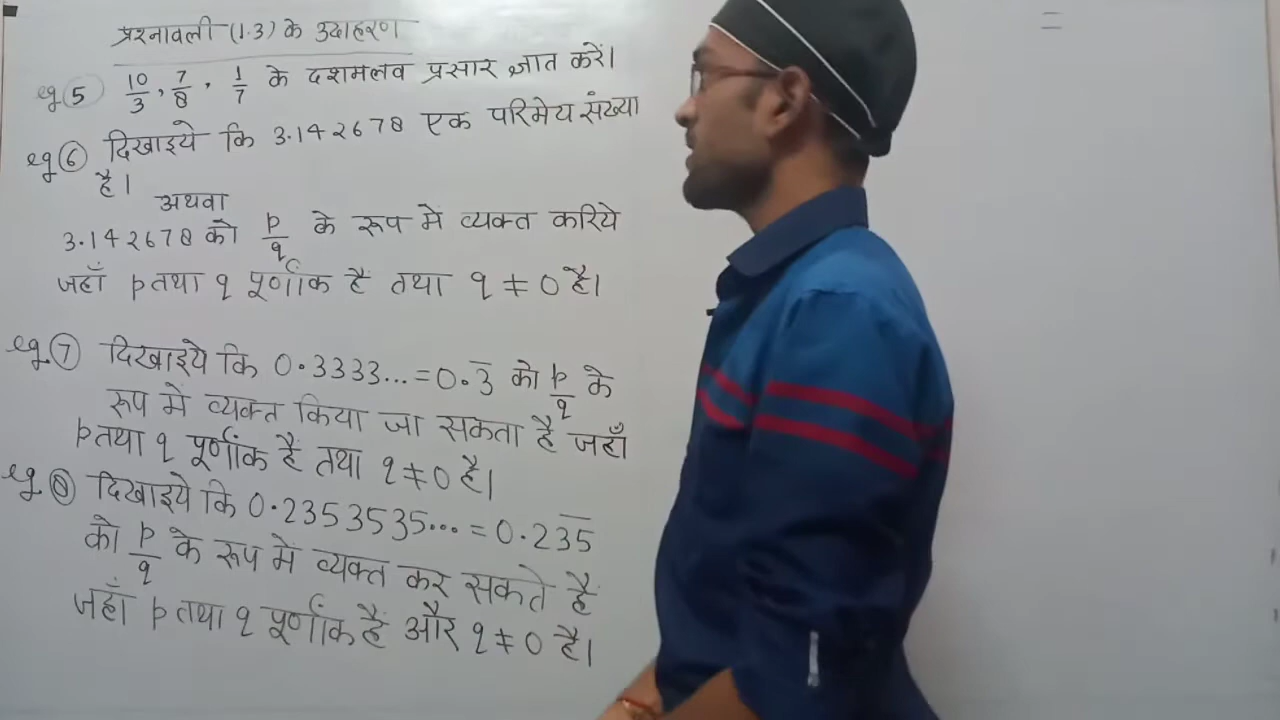 प्रश्नावली (1.3) के उदाहरण
eg ⑤ 10/3, 7/8, 1/7 के दशमलव प्रसार ज्ञात करें।
eg ⑥ दिखाइये कि 3.142678 एक परिमेय संख्या
है।
अथवा
3.142678 को p/q के रूप में व्यक्त करिये
जहाँ p तथा q पूर्णांक हैं तथा q ≠ 0 है।
eg. ⑦ दिखाइये कि 0.3333... = 0.3̅ को p/q के
रूप में व्यक्त किया जा सकता है जहाँ
p तथा q पूर्णांक हैं तथा q ≠ 0 है।
eg. ⑧ दिखाइये कि 0.2353535... = 0.23̅5̅
को p/q के रूप में व्यक्त कर सकते हैं
जहाँ p तथा q पूर्णांक हैं और q ≠ 0 है।